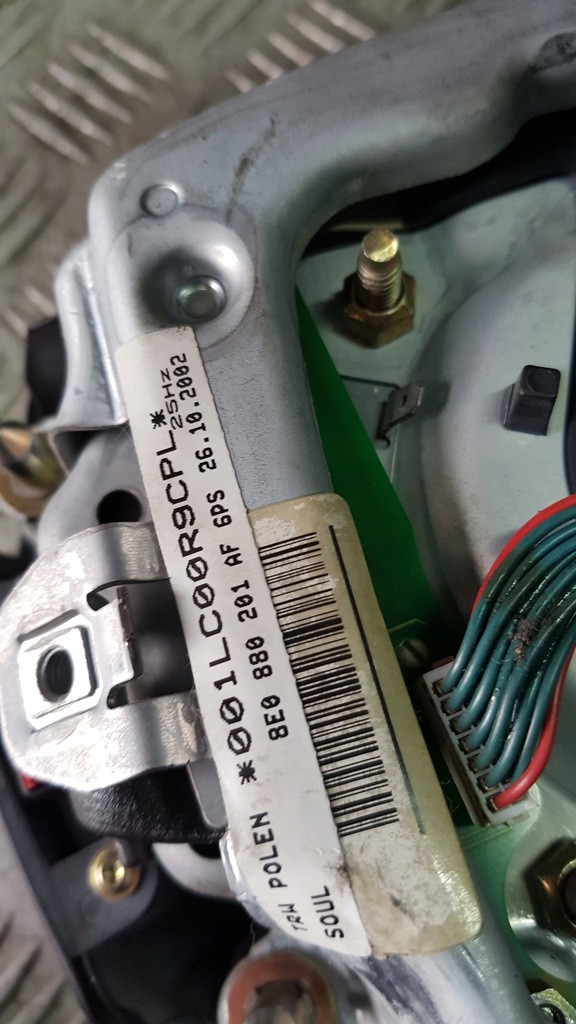 *001LC00R9CPL*
25HZ
8E0 880 201 AF 6PS 26.10.2002
TRW POLEN
SOUL